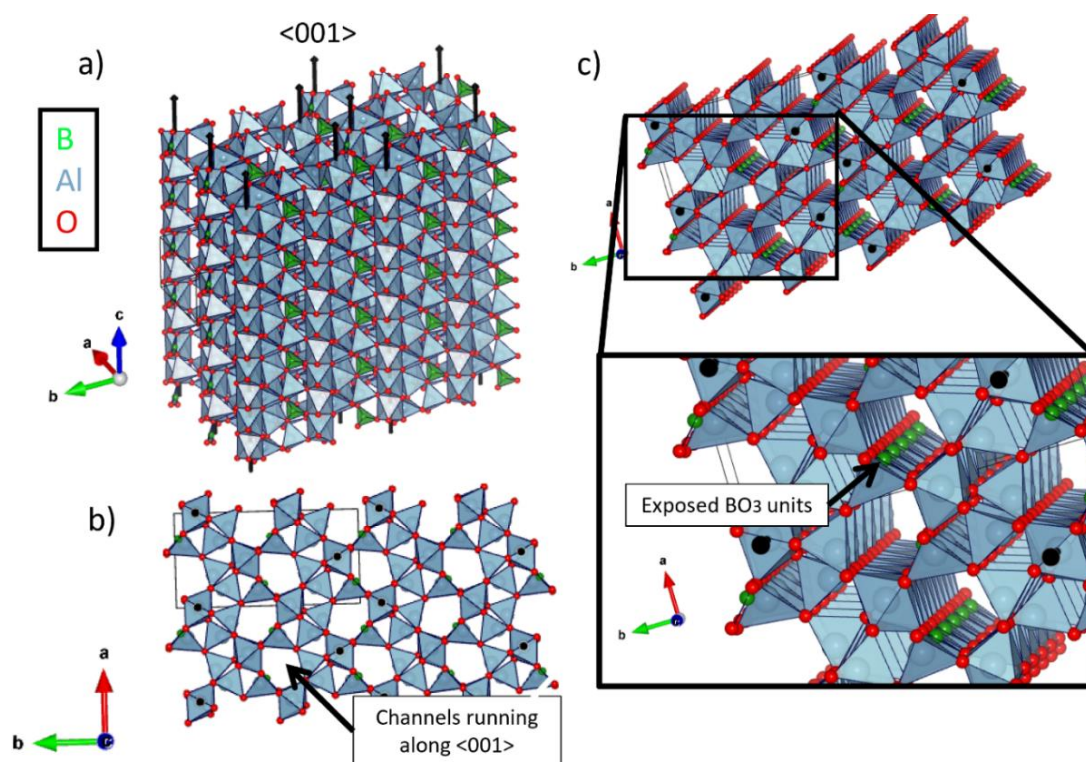 a)
<001>
B
Al
O
c
a
b
b)
a
b
c
Channels running
along <001>
c)
a
b
Exposed BO3 units
a
b